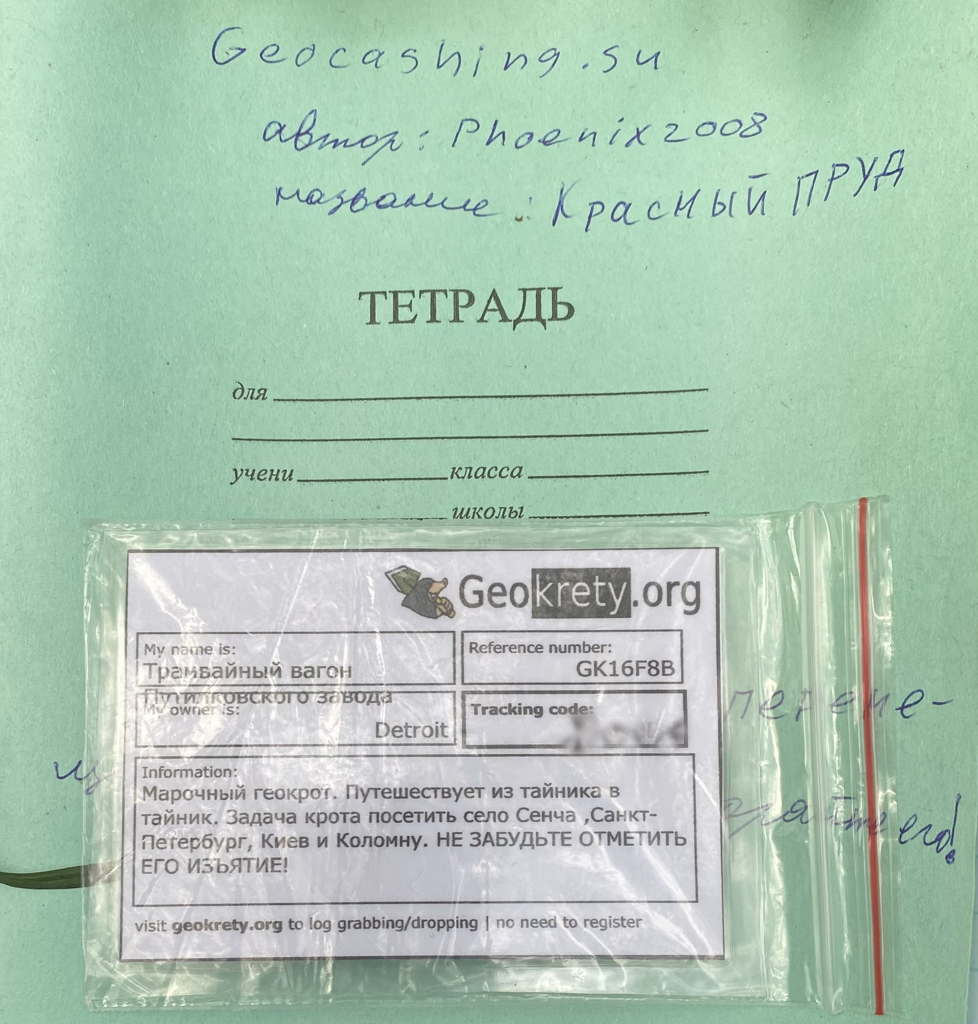 Geocashing.su
автор: Phoenix2008
название: Красный ПРУД
ТЕТРАДЬ
для
учени класса
школы
Geokrety.org
My name is:
Трамвайный вагон
Путилковского завода
Reference number:
GK16F8B
My owner is:
Detroit
Tracking code:
Information:
Марочный геокрот. Путешествует из тайника в
тайник. Задача крота посетить село Сенча ,Санкт-
Петербург, Киев и Коломну. НЕ ЗАБУДЬТЕ ОТМЕТИТЬ
ЕГО ИЗЪЯТИЕ!
visit geokrety.org to log grabbing/dropping | no need to register
его!